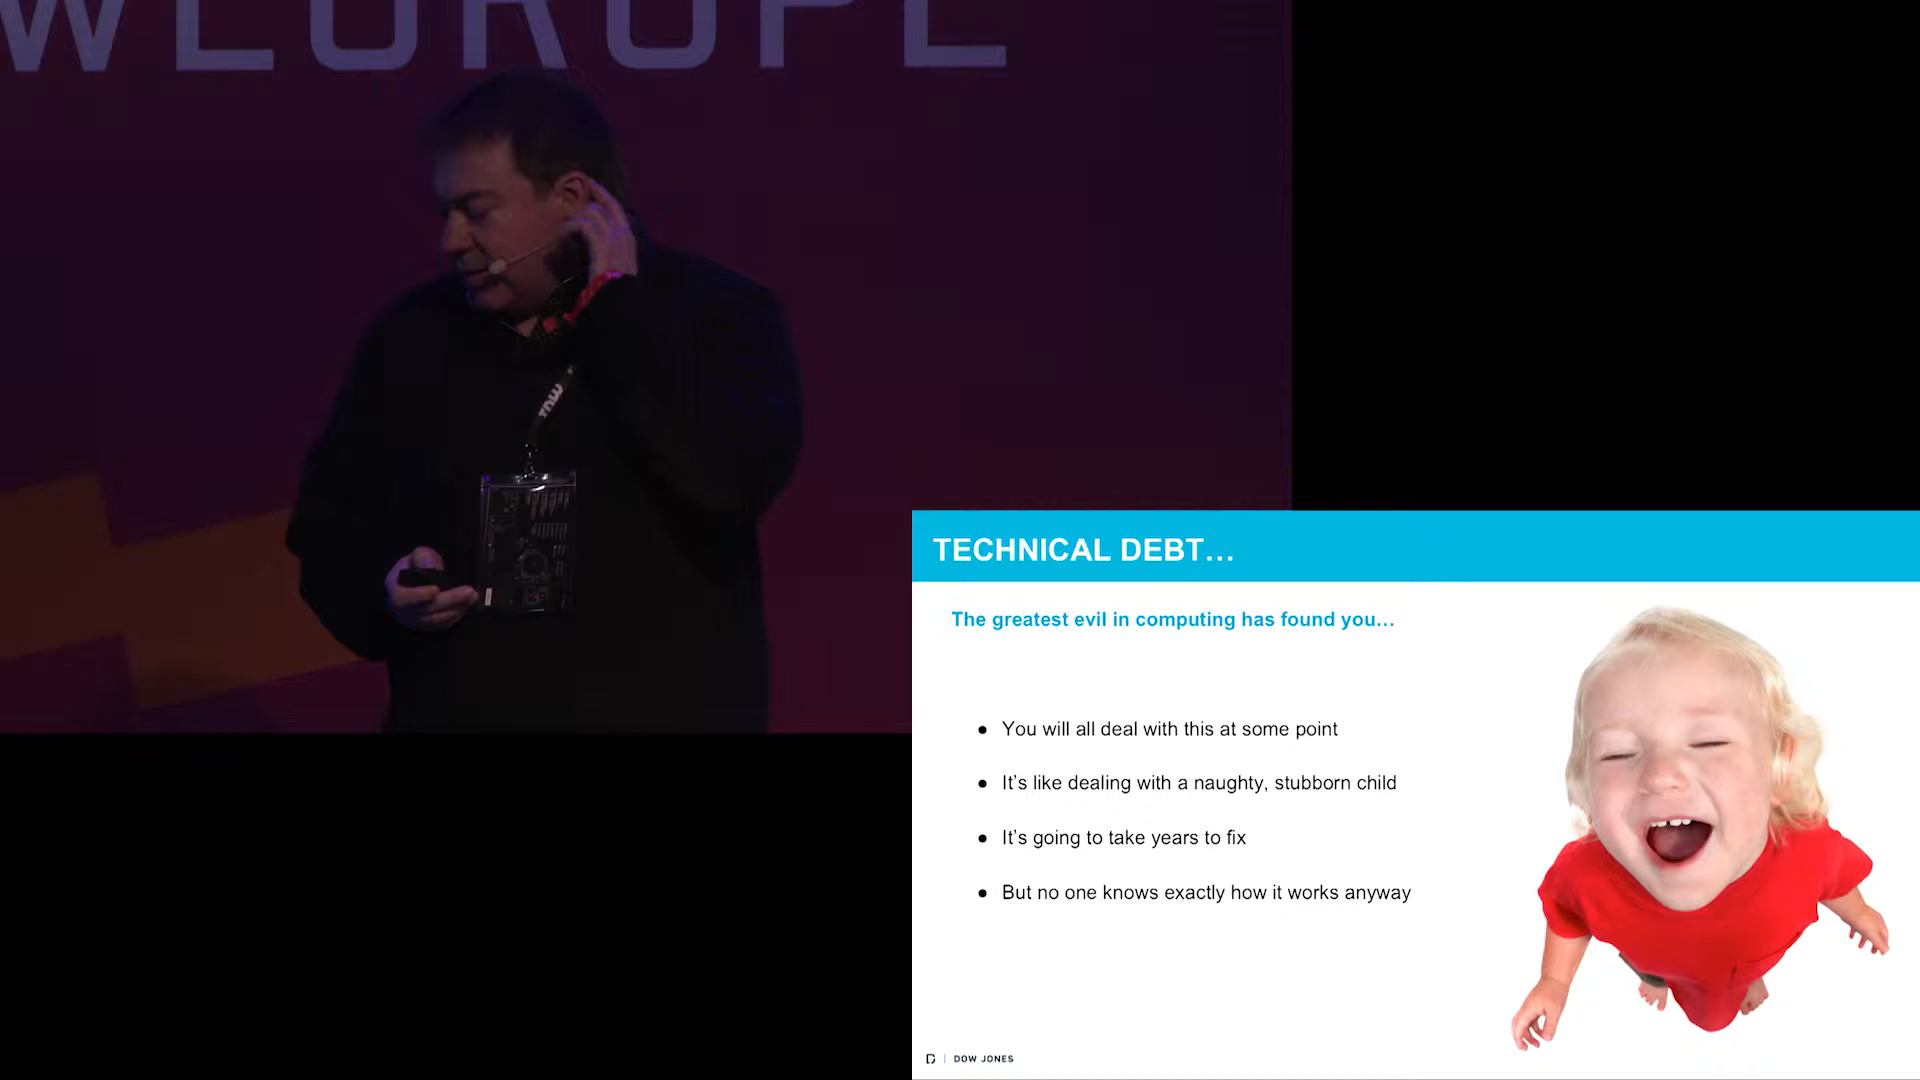 WEUROPE
TNW
TECHNICAL DEBT…
The greatest evil in computing has found you…
● You will all deal with this at some point
● It’s like dealing with a naughty, stubborn child
● It’s going to take years to fix
● But no one knows exactly how it works anyway
DOW JONES